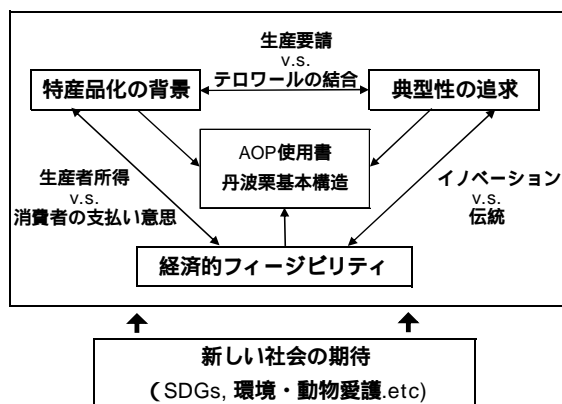 生産要請
v.s.
テロワールの結合
特産品化の背景
典型性の追求
AOP使用書
丹波栗基本構造
生産者所得
v.s.
消費者の支払い意思
イノベーション
v.s.
伝統
経済的フィージビリティ
新しい社会の期待
(SDGs, 環境・動物愛護.etc)